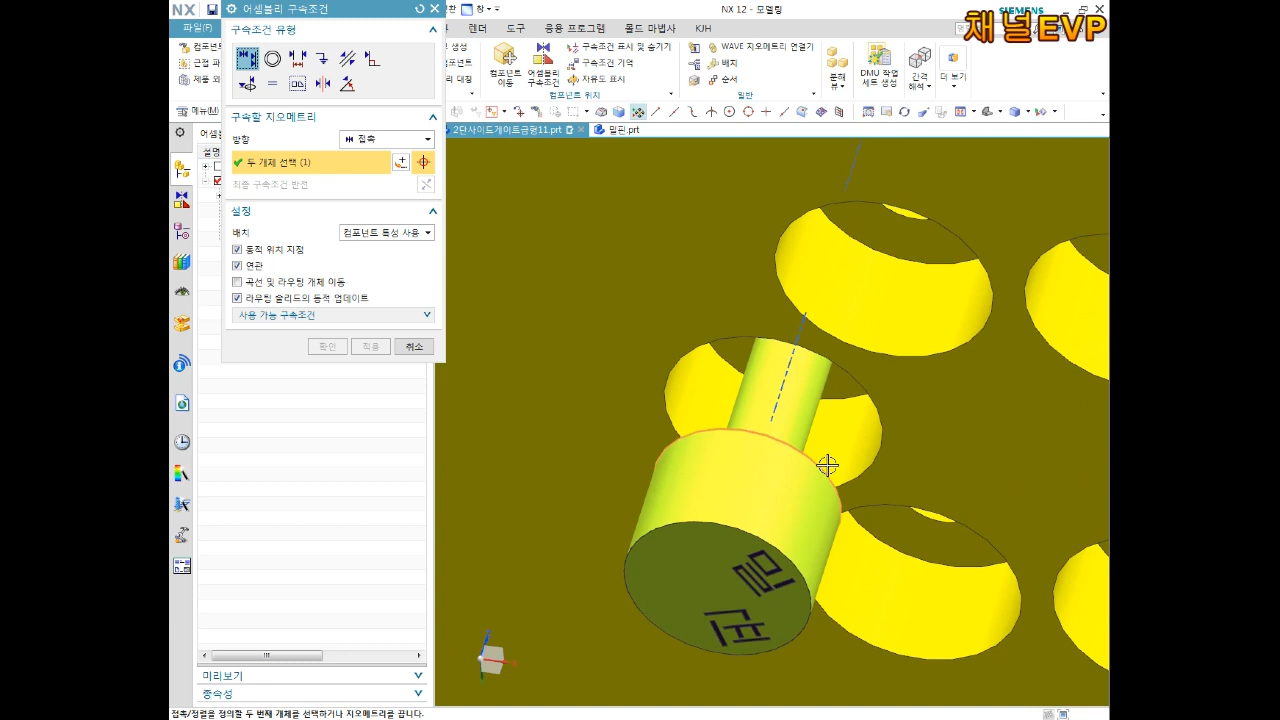 NX
어셈블리 구속조건
창
NX 12 - 모델링
SIEMENS
채널EVP
파일(F)
렌더
도구
응용 프로그램
몰드 마법사
KJH
구속조건 유형
구속할 지오메트리
방향
접촉
두 개체 선택 (1)
최종 구속조건 반전
설정
배치
컴포넌트 특성 사용
동적 위치 지정
연관
곡선 및 라우팅 개체 이동
라우팅 솔리드의 동적 업데이트
사용 가능 구속조건
확인
적용
취소
컴포넌트 이동
어셈블리 구속조건
구속조건 표시 및 숨기기
구속조건 기억
자유도 표시
컴포넌트 위치
WAVE 지오메트리 연결기
배치
순서
일반
분해 뷰
DMU 작업 세트 생성
간격 해석
더 보기
메뉴(M)
2단사이드게이트금형11.prt
밀핀.prt
밀핀
미리보기
종속성
접촉/정렬을 정의할 두 번째 개체를 선택하거나 지오메트리를 끕니다.